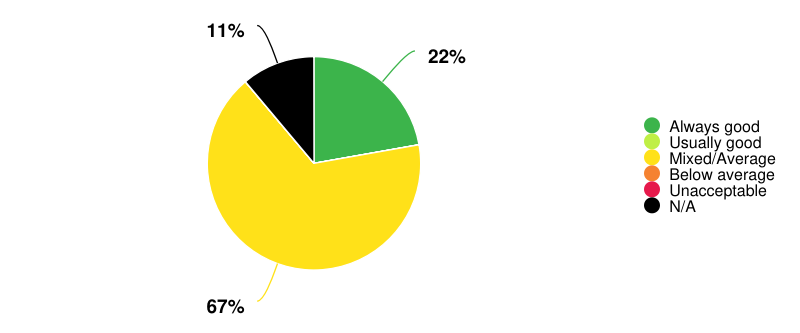 11%
22%
67%
Always good
Usually good
Mixed/Average
Below average
Unacceptable
N/A